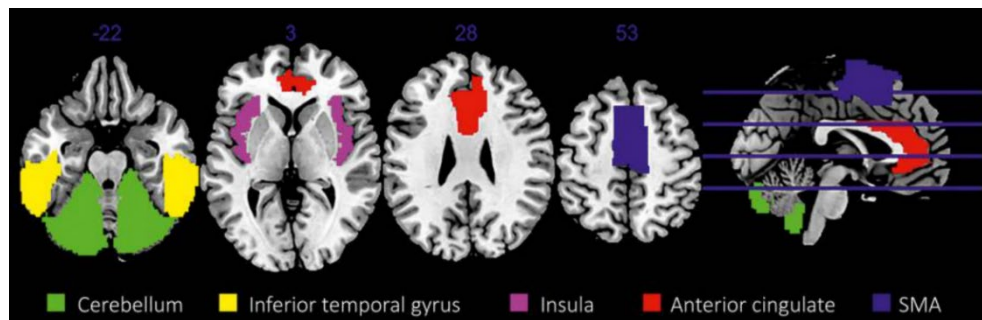 -22 3 28 53
Cerebellum Inferior temporal gyrus Insula Anterior cingulate SMA